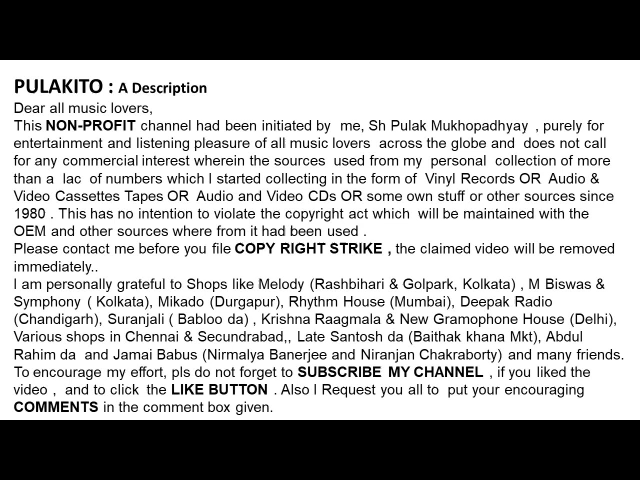 PULAKITO : A Description
Dear all music lovers,
This NON-PROFIT channel had been initiated by me, Sh Pulak Mukhopadhyay , purely for
entertainment and listening pleasure of all music lovers across the globe and does not call
for any commercial interest wherein the sources used from my personal collection of more
than a lac of numbers which I started collecting in the form of Vinyl Records OR Audio &
Video Cassettes Tapes OR Audio and Video CDs OR some own stuff or other sources since
1980 . This has no intention to violate the copyright act which will be maintained with the
OEM and other sources where from it had been used .
Please contact me before you file COPY RIGHT STRIKE , the claimed video will be removed
immediately..
I am personally grateful to Shops like Melody (Rashbihari & Golpark, Kolkata) , M Biswas &
Symphony ( Kolkata), Mikado (Durgapur), Rhythm House (Mumbai), Deepak Radio
(Chandigarh), Suranjali ( Babloo da) , Krishna Raagmala & New Gramophone House (Delhi),
Various shops in Chennai & Secundrabad,, Late Santosh da (Baithak khana Mkt), Abdul
Rahim da and Jamai Babus (Nirmalya Banerjee and Niranjan Chakraborty) and many friends.
To encourage my effort, pls do not forget to SUBSCRIBE MY CHANNEL , if you liked the
video , and to click the LIKE BUTTON . Also I Request you all to put your encouraging
COMMENTS in the comment box given.